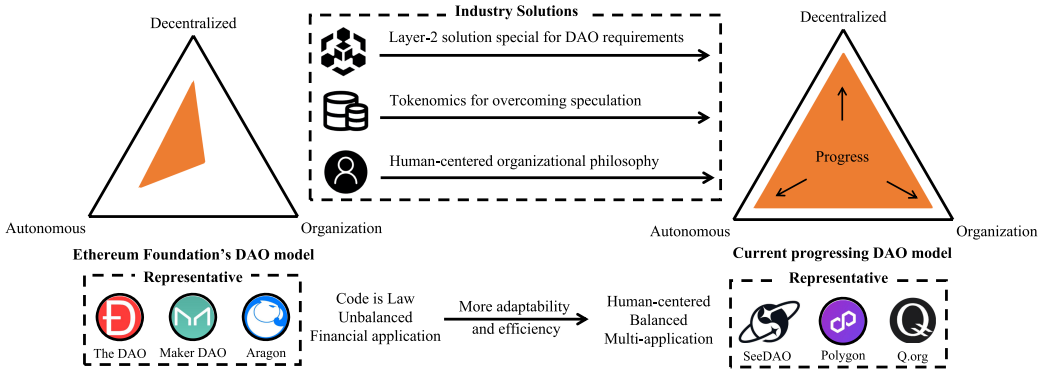 Decentralized
Autonomous
Organization
Ethereum Foundation's DAO model
Representative
The DAO
Maker DAO
Aragon
Industry Solutions
Layer-2 solution special for DAO requirements
Tokenomics for overcoming speculation
Human-centered organizational philosophy
Code is Law
Unbalanced
Financial application
More adaptability
and efficiency
Human-centered
Balanced
Multi-application
Decentralized
Progress
Autonomous
Organization
Current progressing DAO model
Representative
SeeDAO
Polygon
Q.org